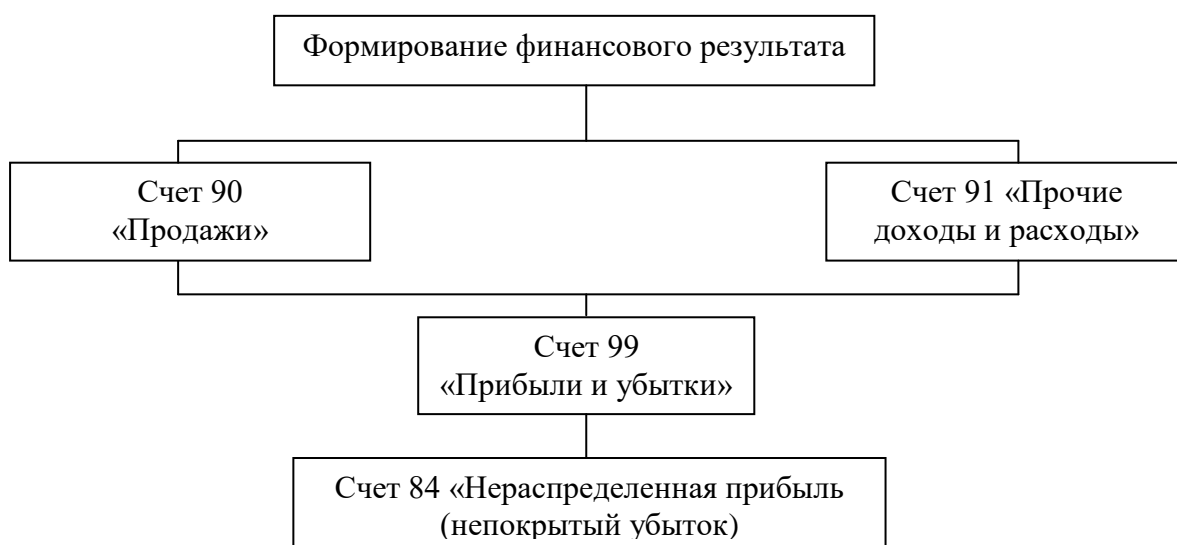 Формирование финансового результата
Счет 90
«Продажи»
Счет 91 «Прочие
доходы и расходы»
Счет 99
«Прибыли и убытки»
Счет 84 «Нераспределенная прибыль
(непокрытый убыток)